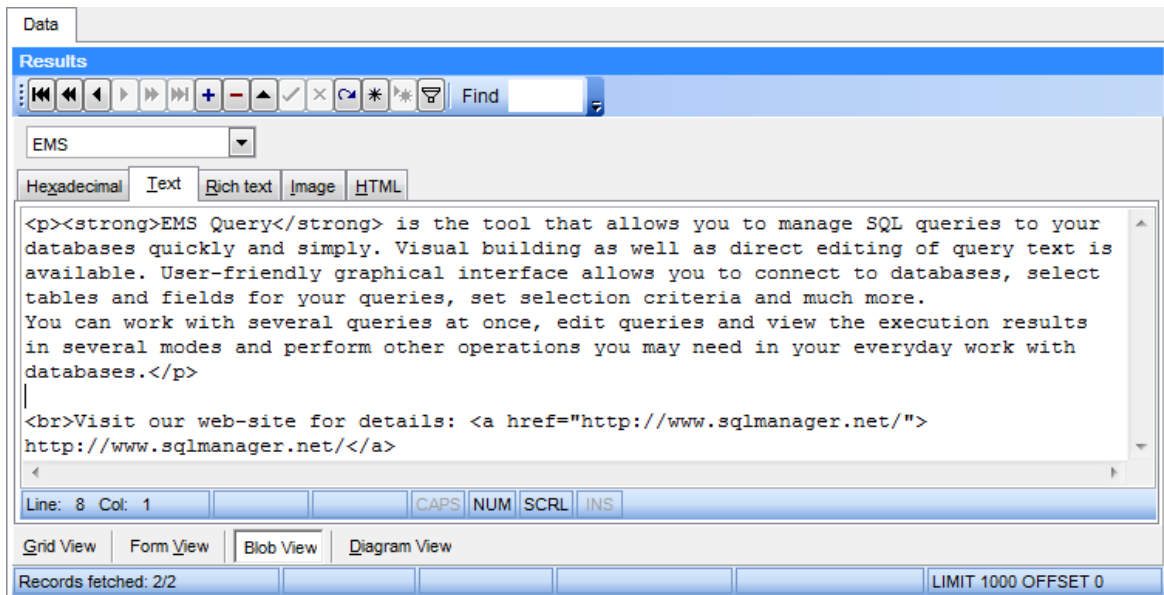 Data
Results
Find
EMS
Hexadecimal Text Rich text Image HTML
<p><strong>EMS Query</strong> is the tool that allows you to manage SQL queries to your
databases quickly and simply. Visual building as well as direct editing of query text is
available. User-friendly graphical interface allows you to connect to databases, select
tables and fields for your queries, set selection criteria and much more.
You can work with several queries at once, edit queries and view the execution results
in several modes and perform other operations you may need in your everyday work with
databases.</p>
<br>Visit our web-site for details: <a href="http://www.sqlmanager.net/">
http://www.sqlmanager.net/</a>
Line: 8 Col: 1 CAPS NUM SCRL INS
Grid View Form View Blob View Diagram View
Records fetched: 2/2 LIMIT 1000 OFFSET 0